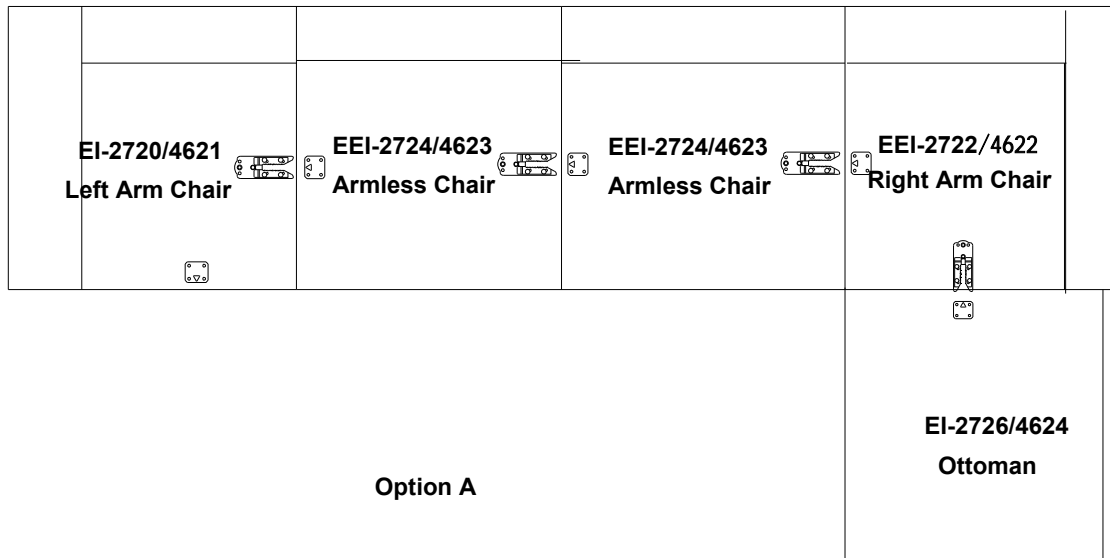 EI-2720/4621
Left Arm Chair
EEI-2724/4623
Armless Chair
EEI-2724/4623
Armless Chair
EEI-2722/4622
Right Arm Chair
EI-2726/4624
Ottoman
Option A